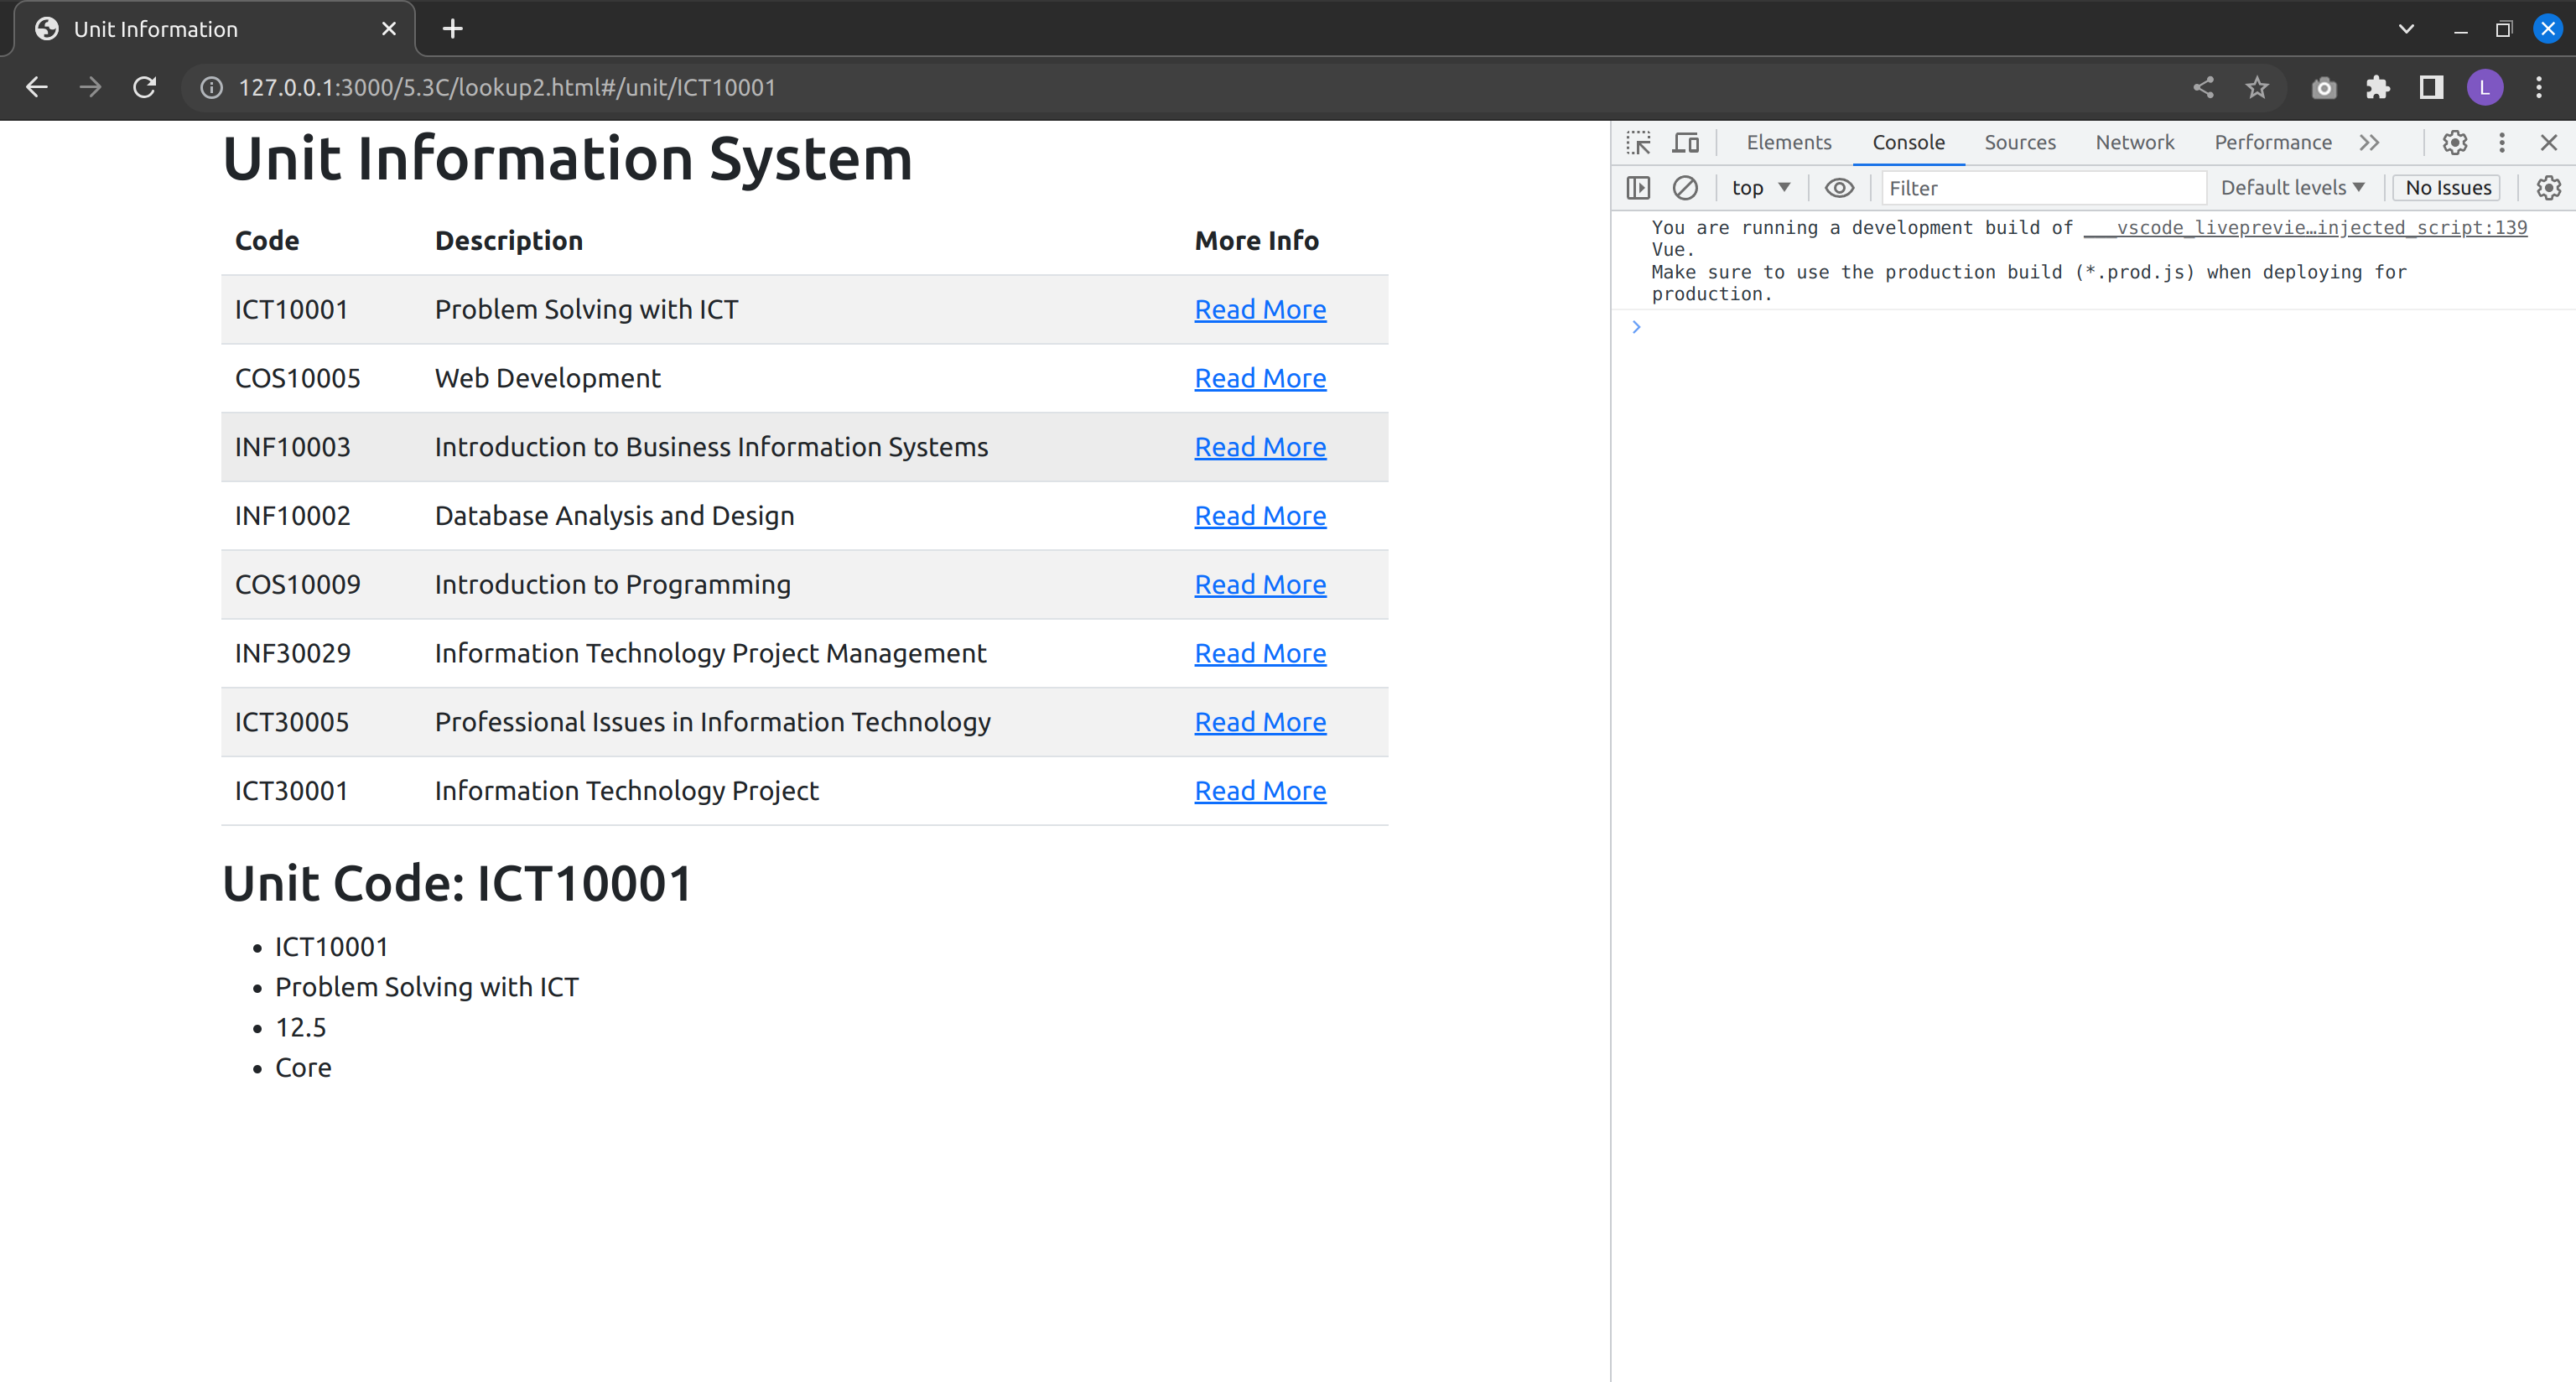 Unit Information
127.0.0.1:3000/5.3C/lookup2.html#/unit/ICT10001
L
Unit Information System
Code Description More Info
ICT10001 Problem Solving with ICT Read More
COS10005 Web Development Read More
INF10003 Introduction to Business Information Systems Read More
INF10002 Database Analysis and Design Read More
COS10009 Introduction to Programming Read More
INF30029 Information Technology Project Management Read More
ICT30005 Professional Issues in Information Technology Read More
ICT30001 Information Technology Project Read More
Unit Code: ICT10001
• ICT10001
• Problem Solving with ICT
• 12.5
• Core
Elements Console Sources Network Performance
top Filter Default levels No Issues
You are running a development build of ___vscode_liveprevie…injected_script:139
Vue.
Make sure to use the production build (*.prod.js) when deploying for
production.